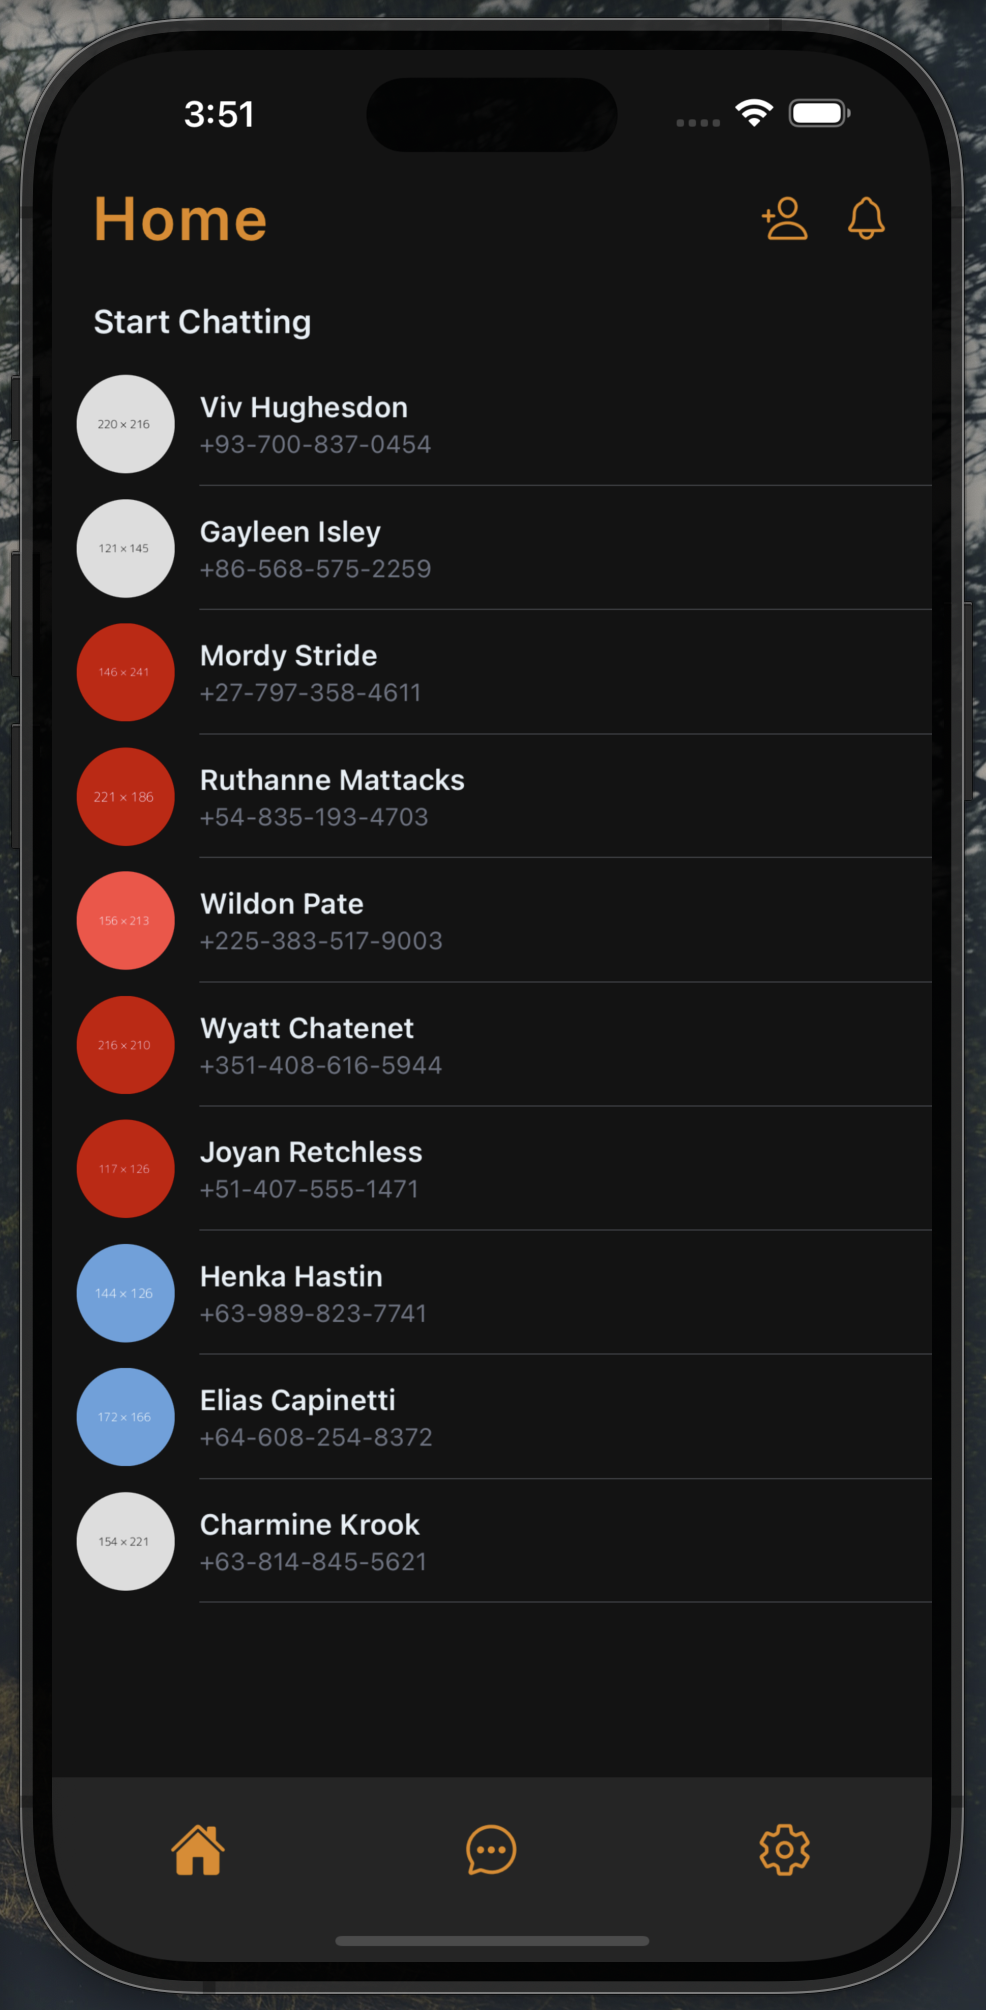 3:51
Home
Start Chatting
220 × 216
Viv Hughesdon
+93-700-837-0454
121 × 145
Gayleen Isley
+86-568-575-2259
146 × 241
Mordy Stride
+27-797-358-4611
221 × 186
Ruthanne Mattacks
+54-835-193-4703
156 × 213
Wildon Pate
+225-383-517-9003
216 × 210
Wyatt Chatenet
+351-408-616-5944
117 × 126
Joyan Retchless
+51-407-555-1471
144 × 126
Henka Hastin
+63-989-823-7741
172 × 166
Elias Capinetti
+64-608-254-8372
154 × 221
Charmine Krook
+63-814-845-5621